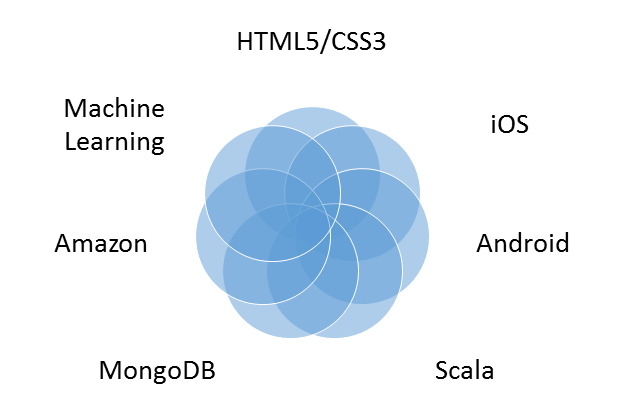 HTML5/CSS3
Machine
Learning
iOS
Amazon
Android
MongoDB
Scala